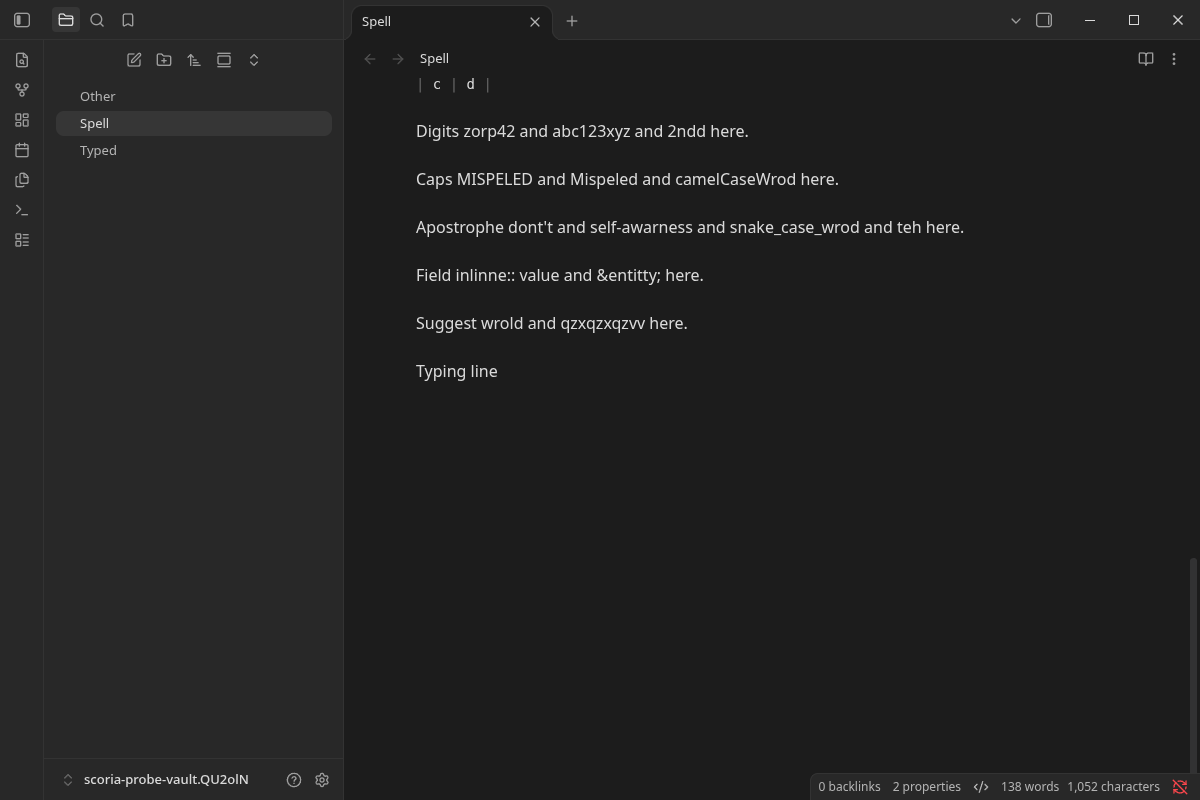 Spell
Other
Spell
Typed
Spell
| c | d |
Digits zorp42 and abc123xyz and 2ndd here.
Caps MISPELED and Mispeled and camelCaseWrod here.
Apostrophe dont't and self-awarness and snake_case_wrod and teh here.
Field inlinne:: value and &entitty; here.
Suggest wrold and qzxqzxqzvv here.
Typing line
scoria-probe-vault.QU2olN
0 backlinks 2 properties 138 words 1,052 characters